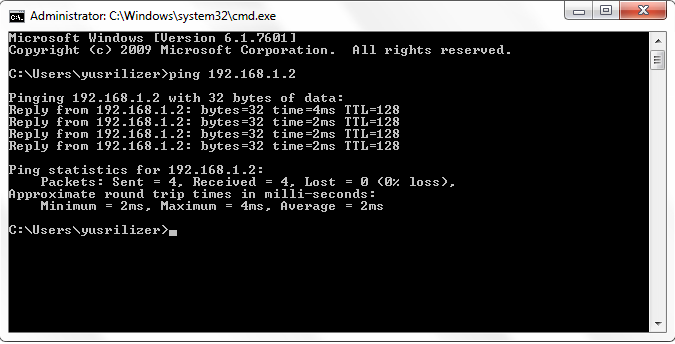 Administrator: C:\Windows\system32\cmd.exe
Microsoft Windows [Version 6.1.7601]
Copyright (c) 2009 Microsoft Corporation.  All rights reserved.
C:\Users\yusrilizer>ping 192.168.1.2
Pinging 192.168.1.2 with 32 bytes of data:
Reply from 192.168.1.2: bytes=32 time=4ms TTL=128
Reply from 192.168.1.2: bytes=32 time=2ms TTL=128
Reply from 192.168.1.2: bytes=32 time=2ms TTL=128
Reply from 192.168.1.2: bytes=32 time=2ms TTL=128
Ping statistics for 192.168.1.2:
    Packets: Sent = 4, Received = 4, Lost = 0 (0% loss),
Approximate round trip times in milli-seconds:
    Minimum = 2ms, Maximum = 4ms, Average = 2ms
C:\Users\yusrilizer>